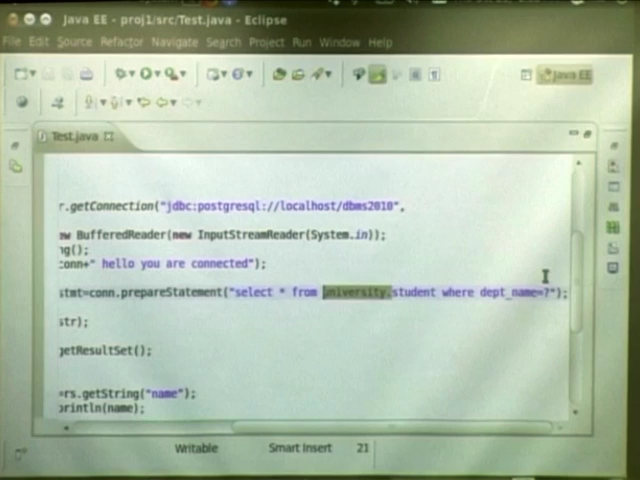 Java EE - proj1/src/Test.java - Eclipse
File Edit Source Refactor Navigate Search Project Run Window Help
Java EE
Test.java
r.getConnection("jdbc:postgresql://localhost/dbms2010",
ew BufferedReader(new InputStreamReader(System.in));
ng();
conn+" hello you are connected");
stmt=conn.prepareStatement("select * from university.student where dept_name=?");
str);
getResultSet();
rs.getString("name");
println(name);
Writable Smart Insert 21